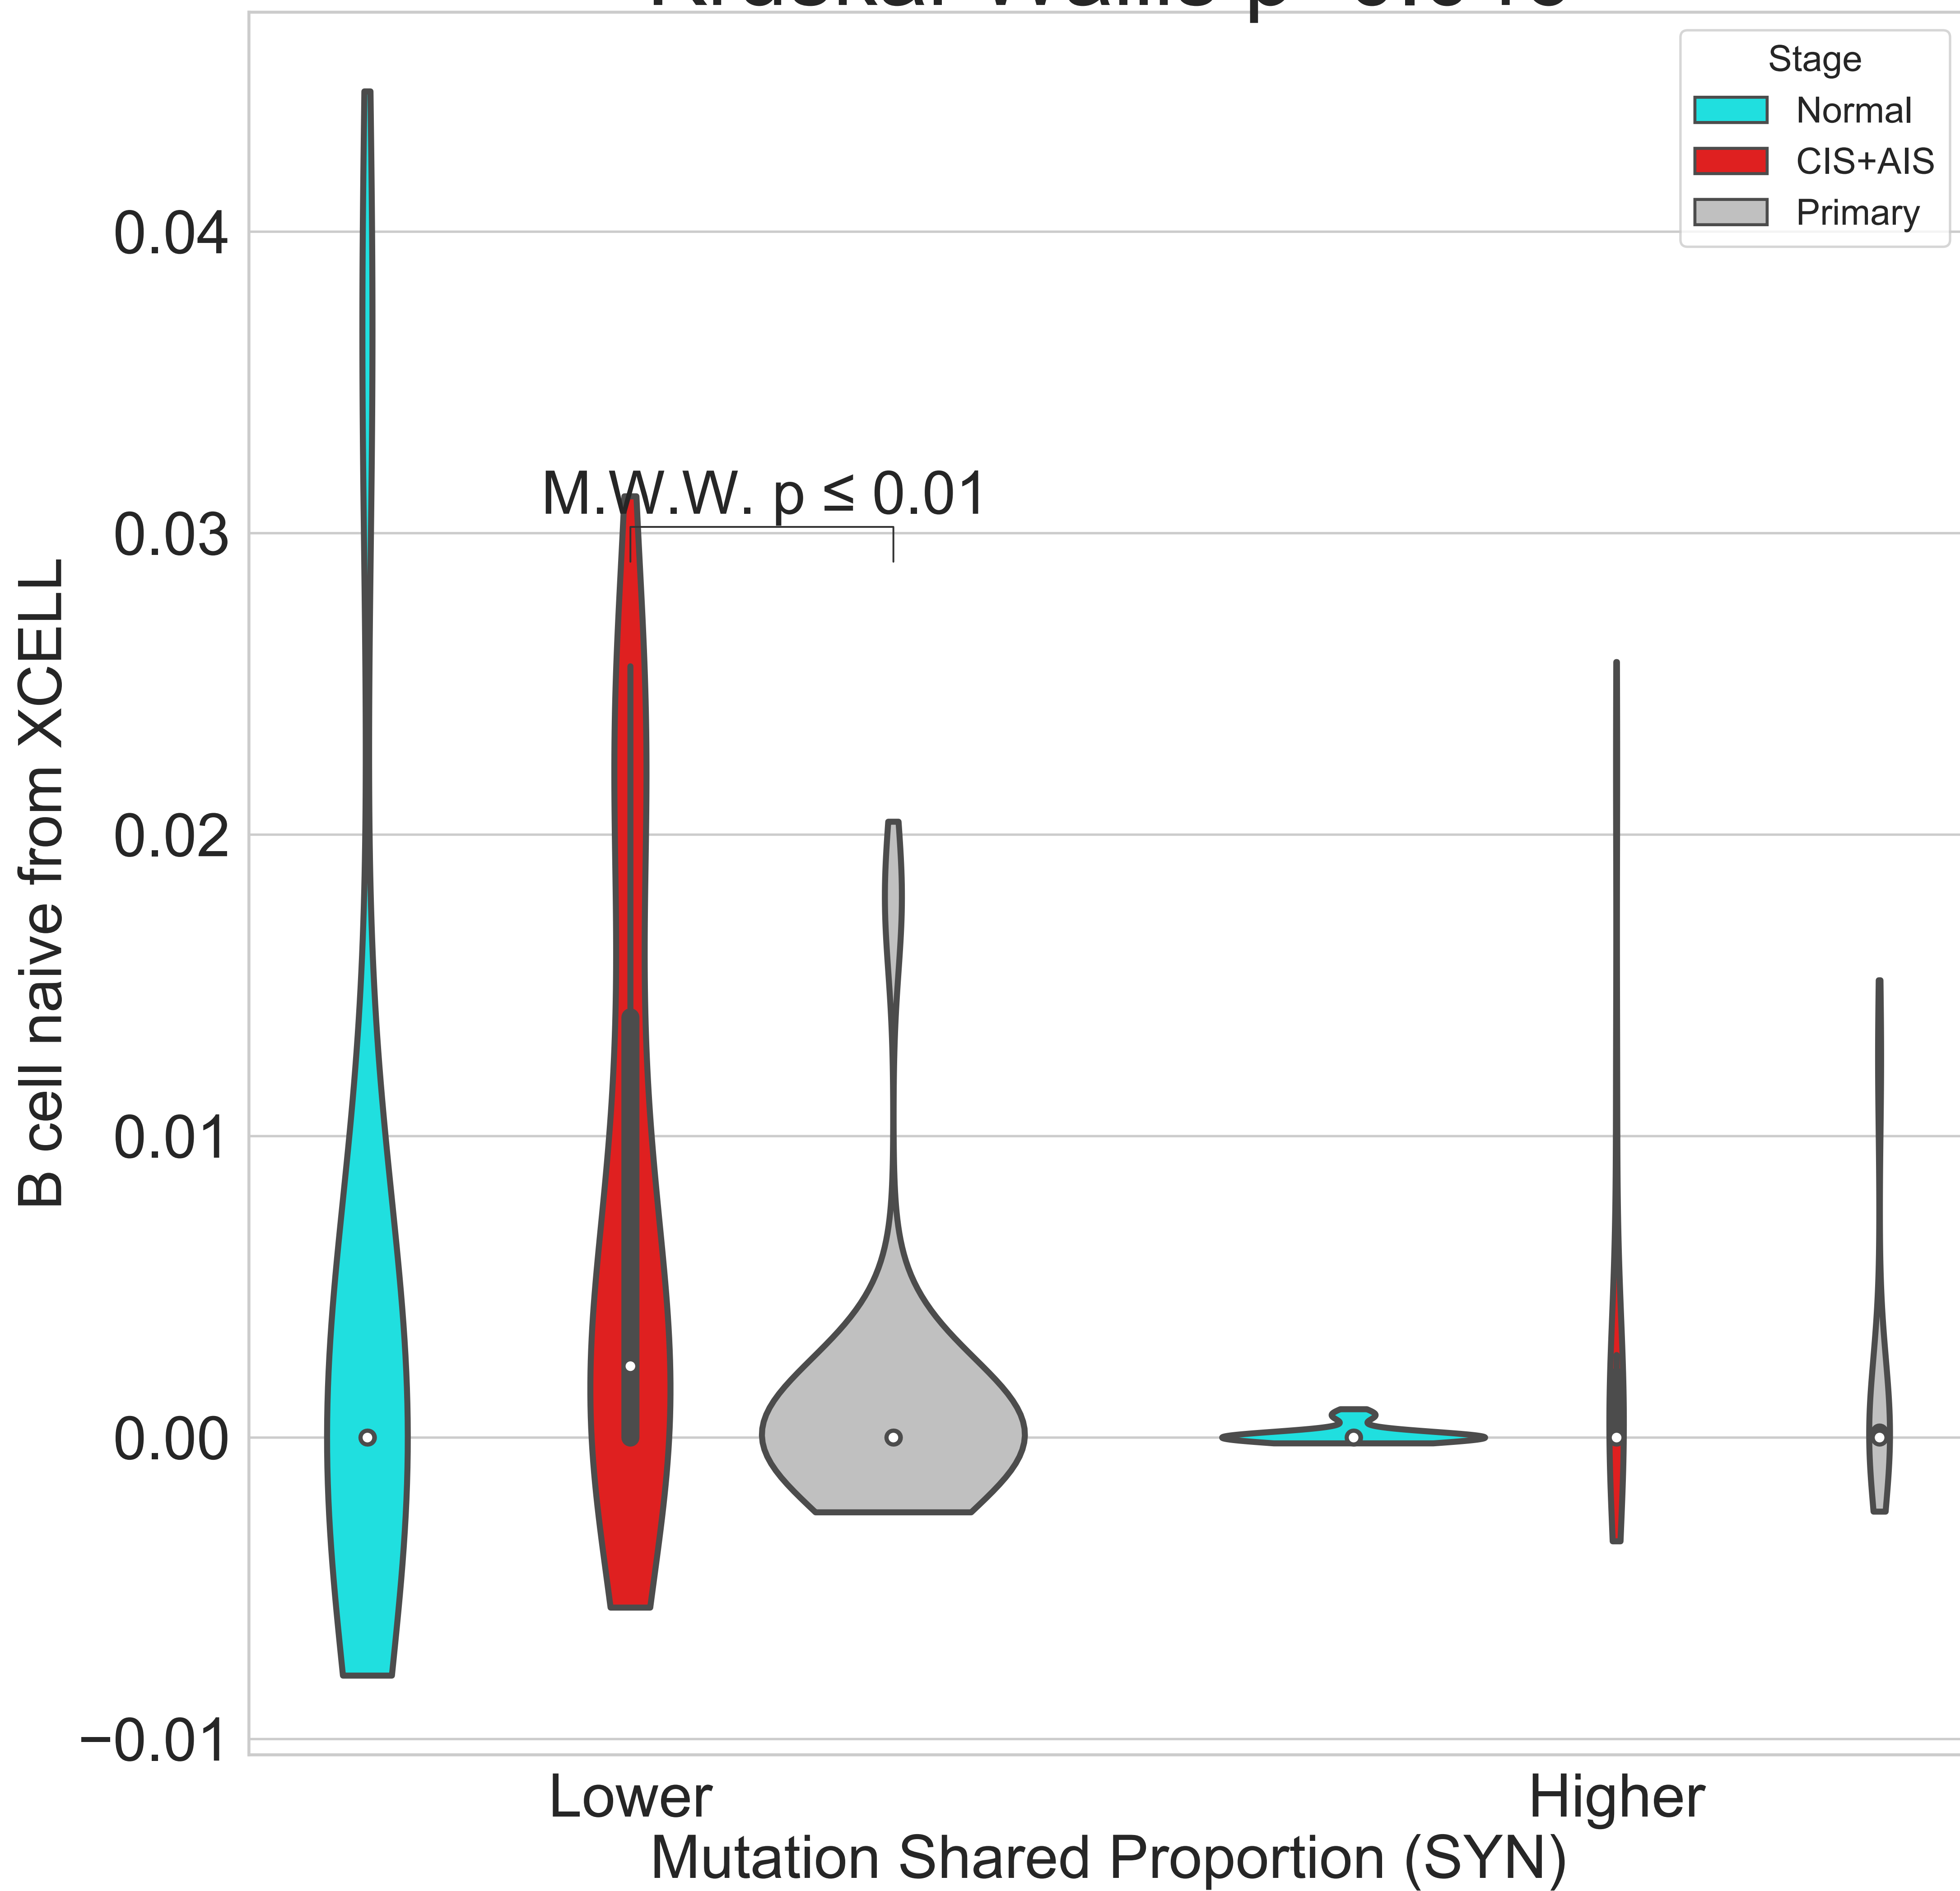 Stage
Normal
CIS+AIS
Primary
0.04
0.03
0.02
0.01
0.00
−0.01
B cell naive from XCELL
M.W.W. p ≤ 0.01
Lower
Higher
Mutation Shared Proportion (SYN)